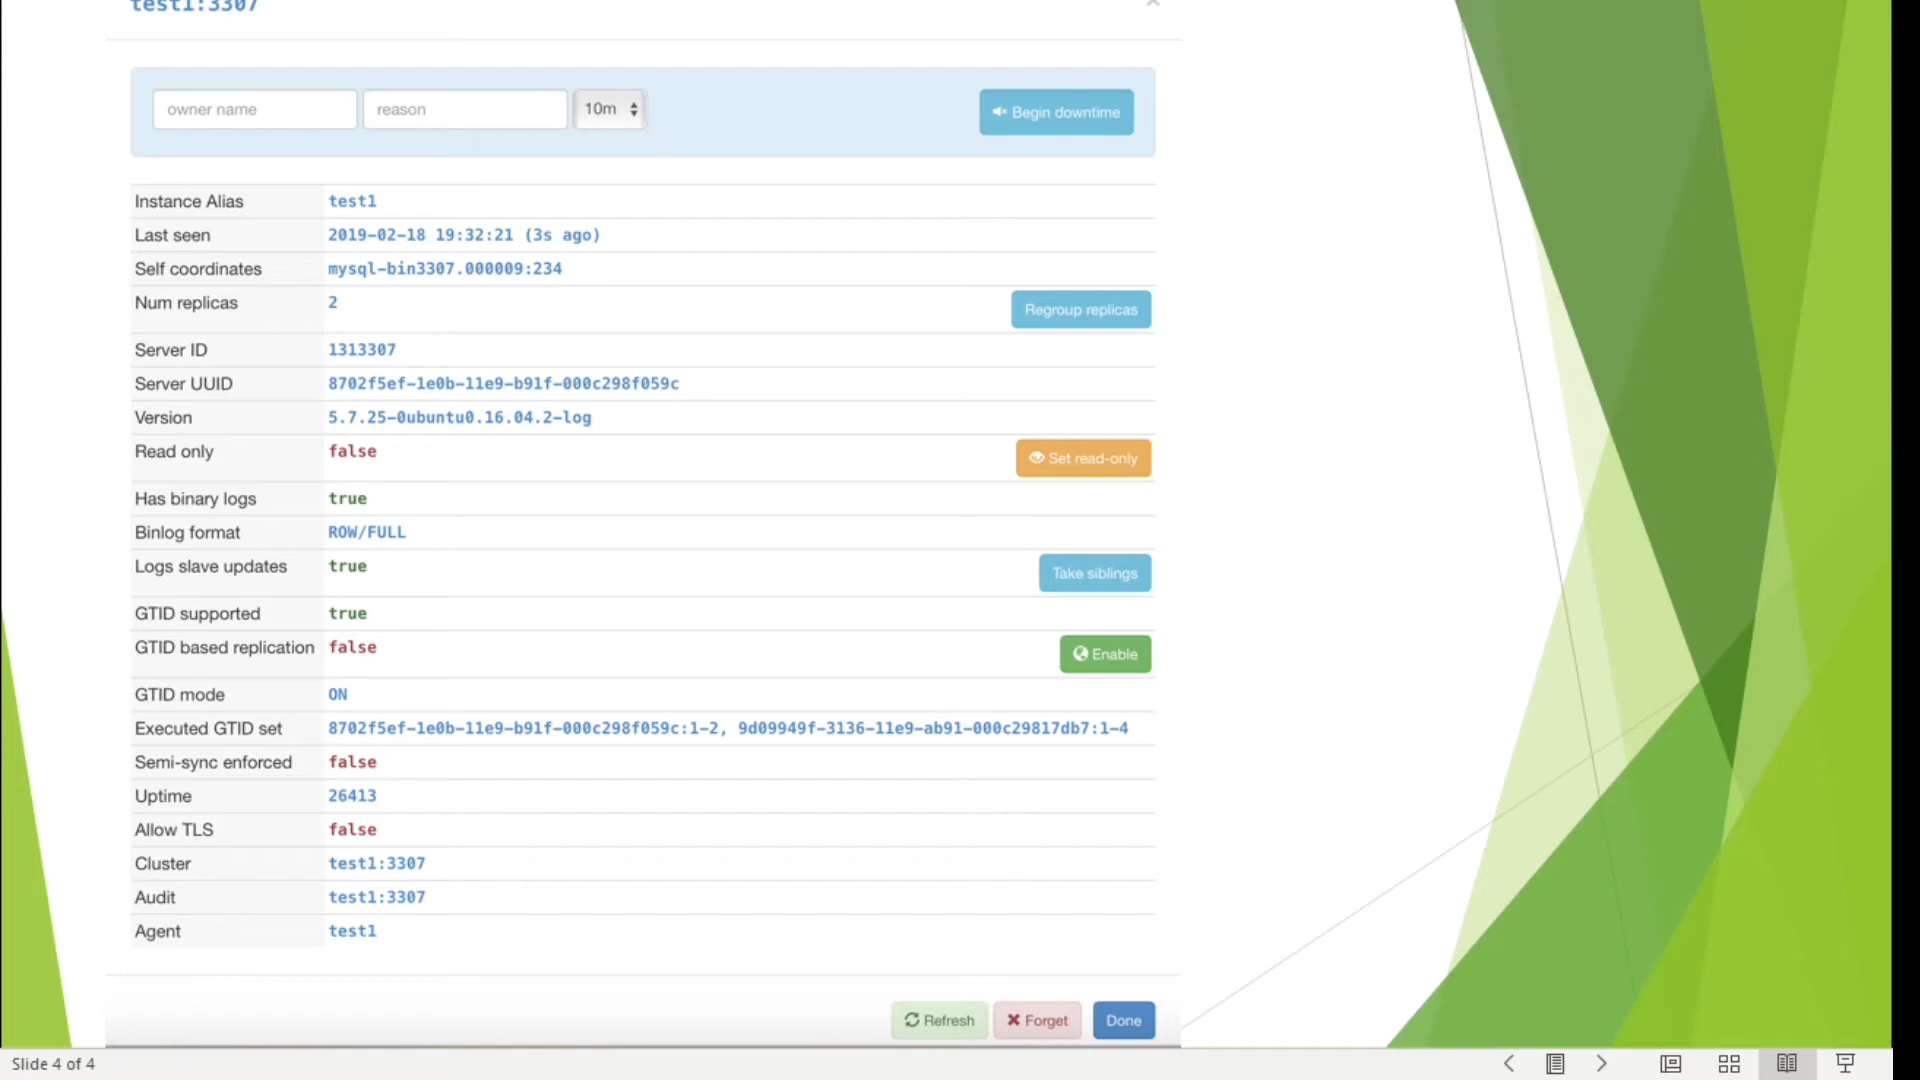 test1:3307
owner name reason 10m Begin downtime
Instance Alias test1
Last seen 2019-02-18 19:32:21 (3s ago)
Self coordinates mysql-bin3307.000009:234
Num replicas 2 Regroup replicas
Server ID 1313307
Server UUID 8702f5ef-1e0b-11e9-b91f-000c298f059c
Version 5.7.25-0ubuntu0.16.04.2-log
Read only false Set read-only
Has binary logs true
Binlog format ROW/FULL
Logs slave updates true Take siblings
GTID supported true
GTID based replication false Enable
GTID mode ON
Executed GTID set 8702f5ef-1e0b-11e9-b91f-000c298f059c:1-2, 9d09949f-3136-11e9-ab91-000c29817db7:1-4
Semi-sync enforced false
Uptime 26413
Allow TLS false
Cluster test1:3307
Audit test1:3307
Agent test1
Refresh Forget Done
Slide 4 of 4